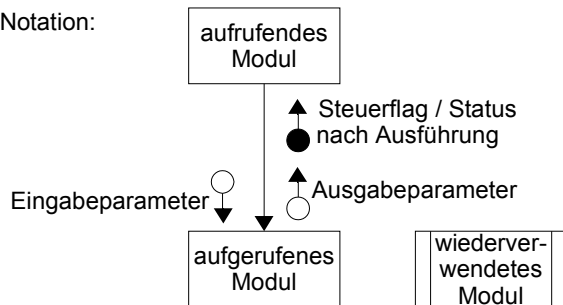 Notation:
aufrufendes
Modul
Steuerflag / Status
nach Ausführung
Eingabeparameter
Ausgabeparameter
aufgerufenes
Modul
wiederver-
wendetes
Modul